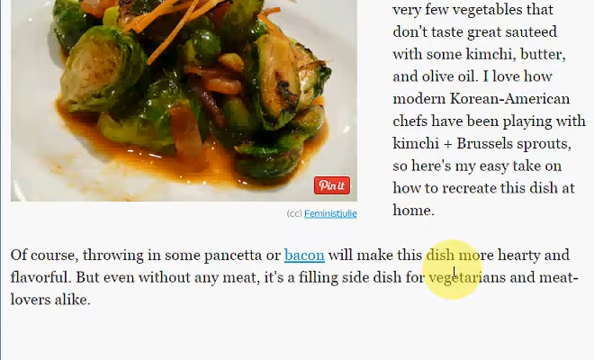 very few vegetables that
don't taste great sauteed
with some kimchi, butter,
and olive oil. I love how
modern Korean-American
chefs have been playing with
kimchi + Brussels sprouts,
so here's my easy take on
how to recreate this dish at
home.
Pin it
(cc) Feministjulie
Of course, throwing in some pancetta or bacon will make this dish more hearty and
flavorful. But even without any meat, it's a filling side dish for vegetarians and meat-
lovers alike.